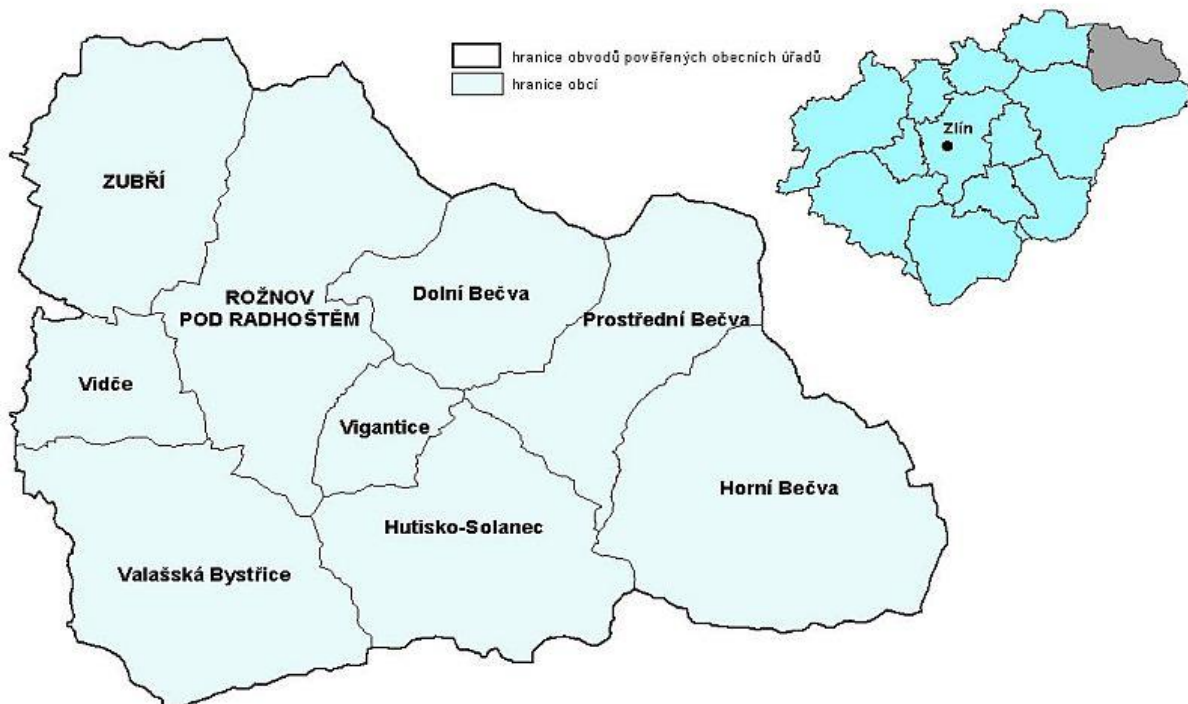 hranice obvodů pověřených obecních úřadů
hranice obcí
Zlín
ZUBŘÍ
ROŽNOV
POD RADHOŠTĚM
Dolní Bečva
Prostřední Bečva
Vidče
Vigantice
Horní Bečva
Hutisko-Solanec
Valašská Bystřice